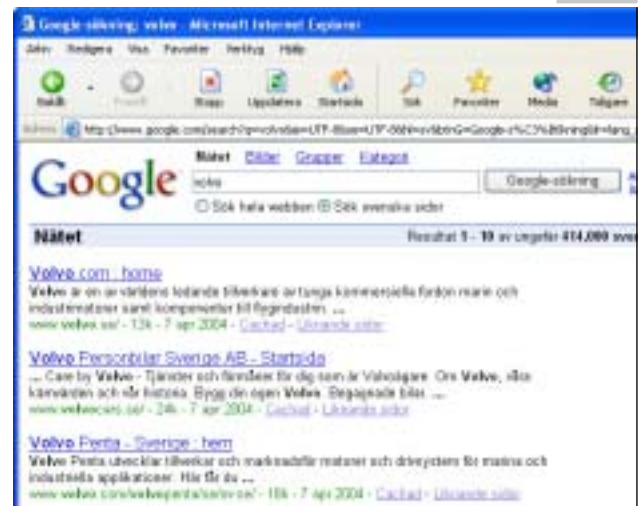 Google-sökning: volvo - Microsoft Internet Explorer
Arkiv Redigera Visa Favoriter Verktyg Hjälp
Bakåt Stopp Uppdatera Startsida Sök Favoriter Media Tidigare
Nätet Bilder Grupper Kategori
Google
volvo Google-sökning
Sök hela webben Sök svenska sidor
Nätet Resultat 1 - 10 av ungefär 414,000
Volvo.com : home
Volvo är en av världens ledande tillverkare av tunga kommersiella fordon marin och
industrimotorer samt komponenter till flygindustrin. ...
www.volvo.se/ - 13k - 7 apr 2004 - Cachad - Liknande sidor
Volvo Personbilar Sverige AB - Startsida
... Care by Volvo - Tjänster och förmåner för dig som är Volvoägare. Om Volvo, våra
kärnvärden och vår historia. Bygg din egen Volvo. Begagnade bilar. ...
www.volvocars.se/ - 24k - 7 apr 2004 - Cachad - Liknande sidor
Volvo Penta - Sverige : hem
Volvo Penta utvecklar tillverkar och marknadsför motorer och drivsystem för marina och
industriella applikationer. Här får du ...
www.volvo.com/volvopenta/se/sv-se/ - 18k - 7 apr 2004 - Cachad - Liknande sidor